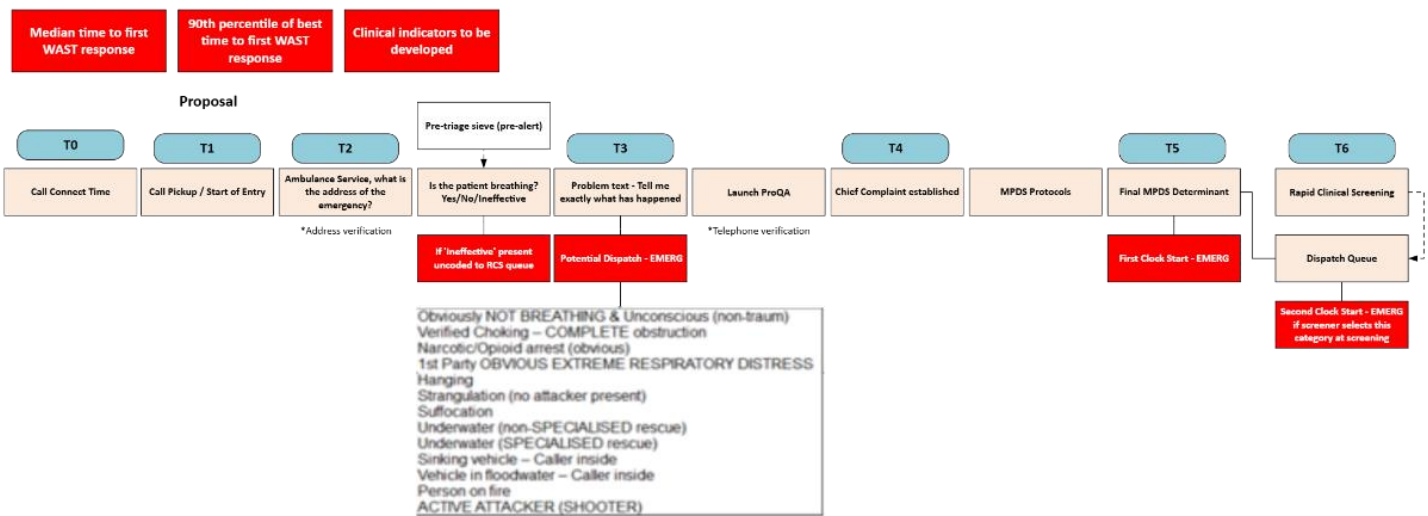 Median time to first
WAST response
90th percentile of best
time to first WAST
response
Clinical indicators to be
developed
Proposal
Pre-triage sieve (pre-alert)
T0
T1
T2
T3
T4
T5
T6
Call Connect Time
Call Pickup / Start of Entry
Ambulance Service, what is
the address of the
emergency?
Is the patient breathing?
Yes/No/Ineffective
Problem text - Tell me
exactly what has happened
Launch ProQA
Chief Complaint established
MPDS Protocols
Final MPDS Determinant
Rapid Clinical Screening
*Address verification
*Telephone verification
If 'Ineffective' present
uncoded to RCS queue
Potential Dispatch - EMERG
First Clock Start - EMERG
Dispatch Queue
Second Clock Start - EMERG
if screener selects this
category at screening
Obviously NOT BREATHING & Unconscious (non-traum)
Verified Choking – COMPLETE obstruction
Narcotic/Opioid arrest (obvious)
1st Party OBVIOUS EXTREME RESPIRATORY DISTRESS
Hanging
Strangulation (no attacker present)
Suffocation
Underwater (non-SPECIALISED rescue)
Underwater (SPECIALISED rescue)
Sinking vehicle – Caller inside
Vehicle in floodwater – Caller inside
Person on fire
ACTIVE ATTACKER (SHOOTER)